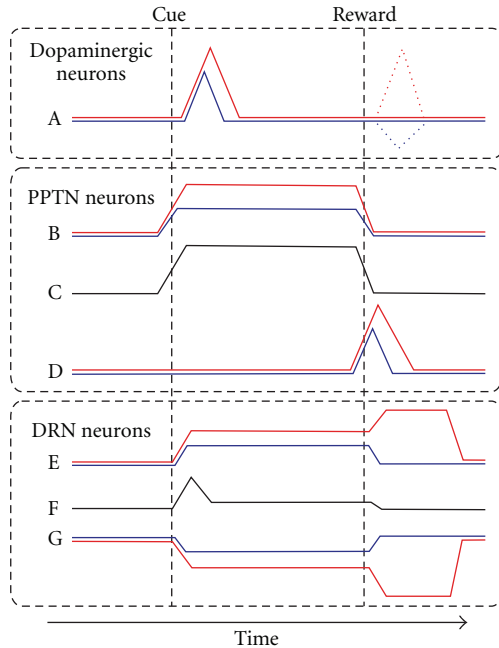 Cue Reward
Dopaminergic
neurons
A
PPTN neurons
B
C
D
DRN neurons
E
F
G
Time